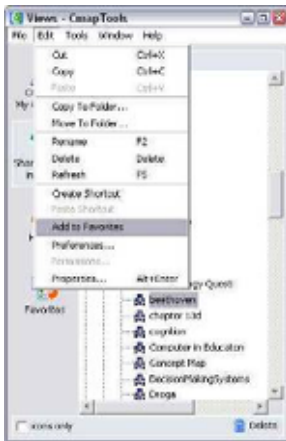 Views - CmapTools
File Edit Tools Window Help
Cut Ctrl+X
Copy Ctrl+C
Paste Ctrl+V
Copy To Folder...
Move To Folder...
Rename F2
Delete Delete
Refresh F5
Create Shortcut
Paste Shortcut
Add to Favorites
Preferences...
Permissions...
Properties... Alt+Enter
Favorites
beethoven
chapter 13d
cognition
Computer in Education
Concept Map
DecisionMakingSystems
Droga
icons only
Delete